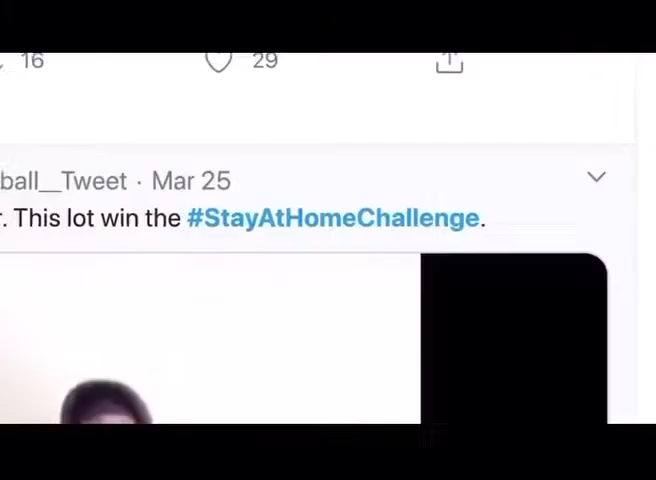 16 29
ball__Tweet · Mar 25
r. This lot win the #StayAtHomeChallenge.